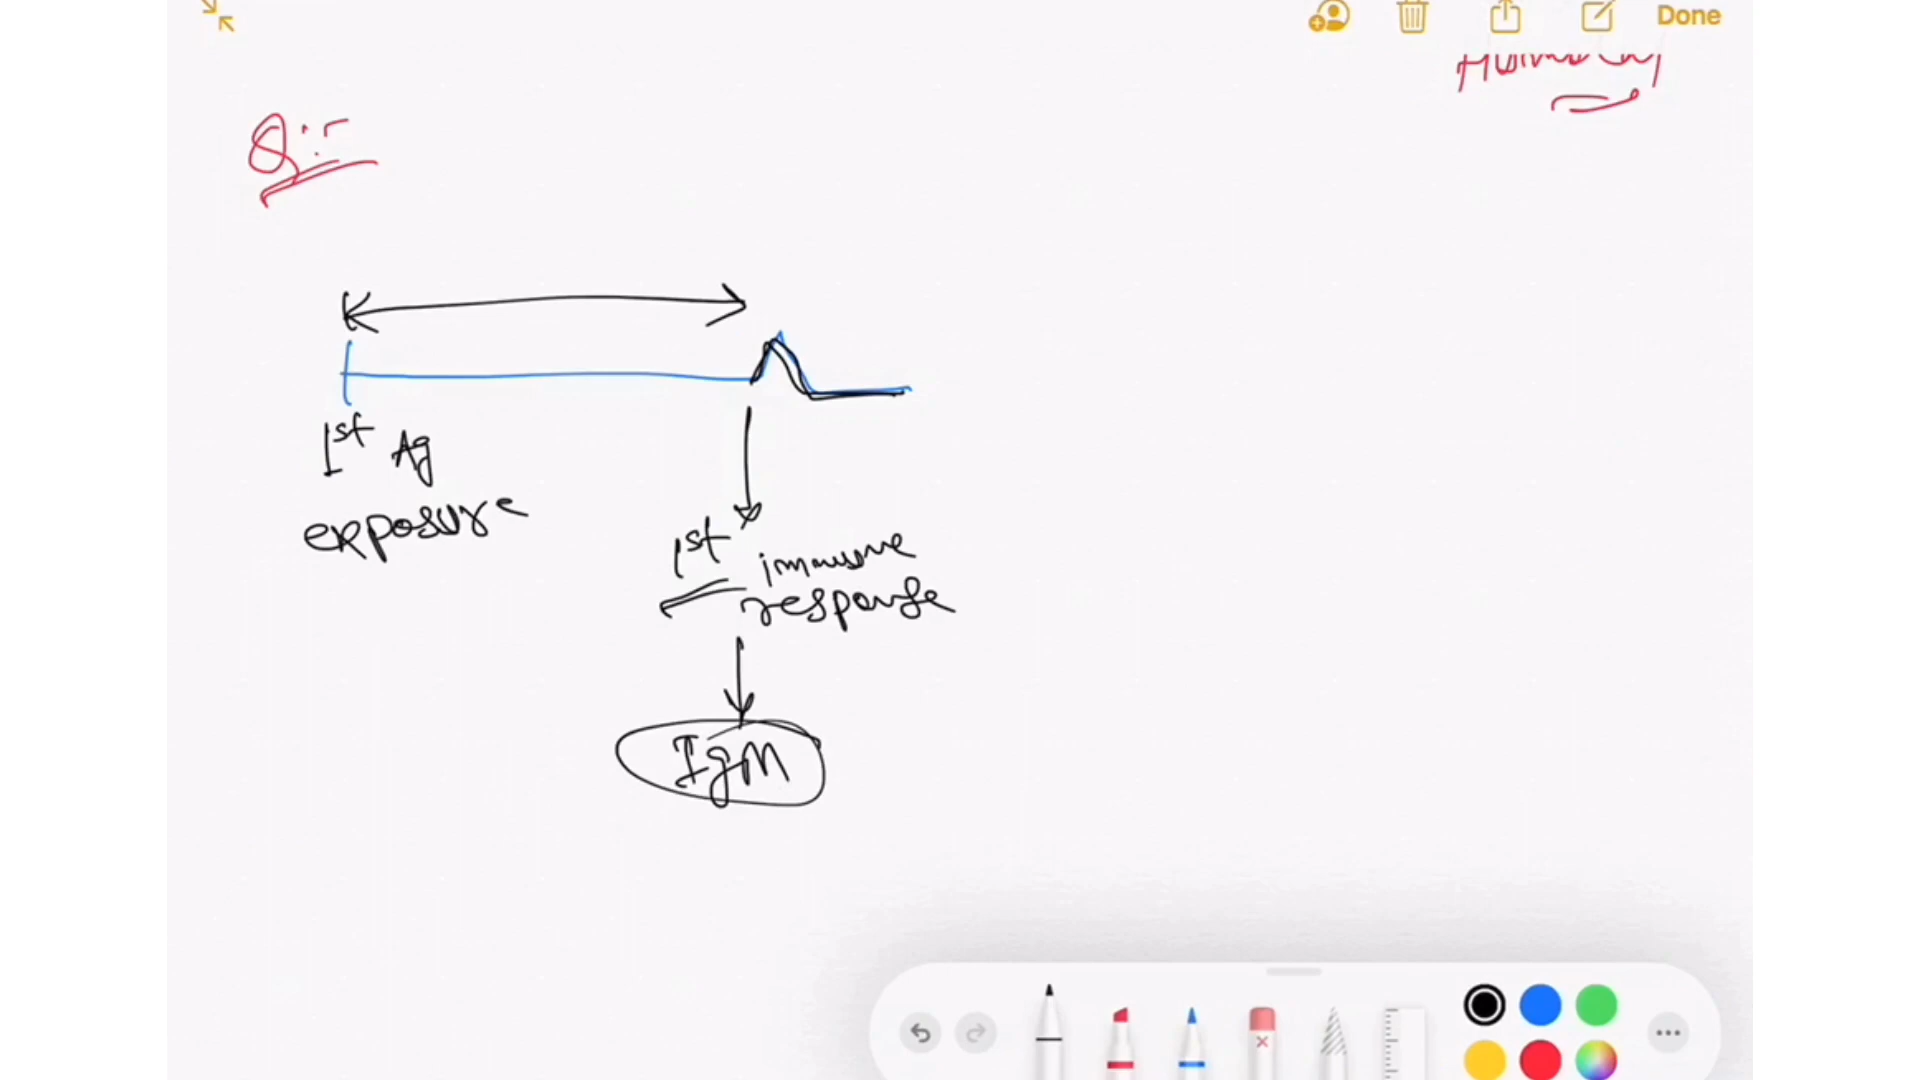 Done
Q:-
1st Ag
exposure
1st immune
response
IgM